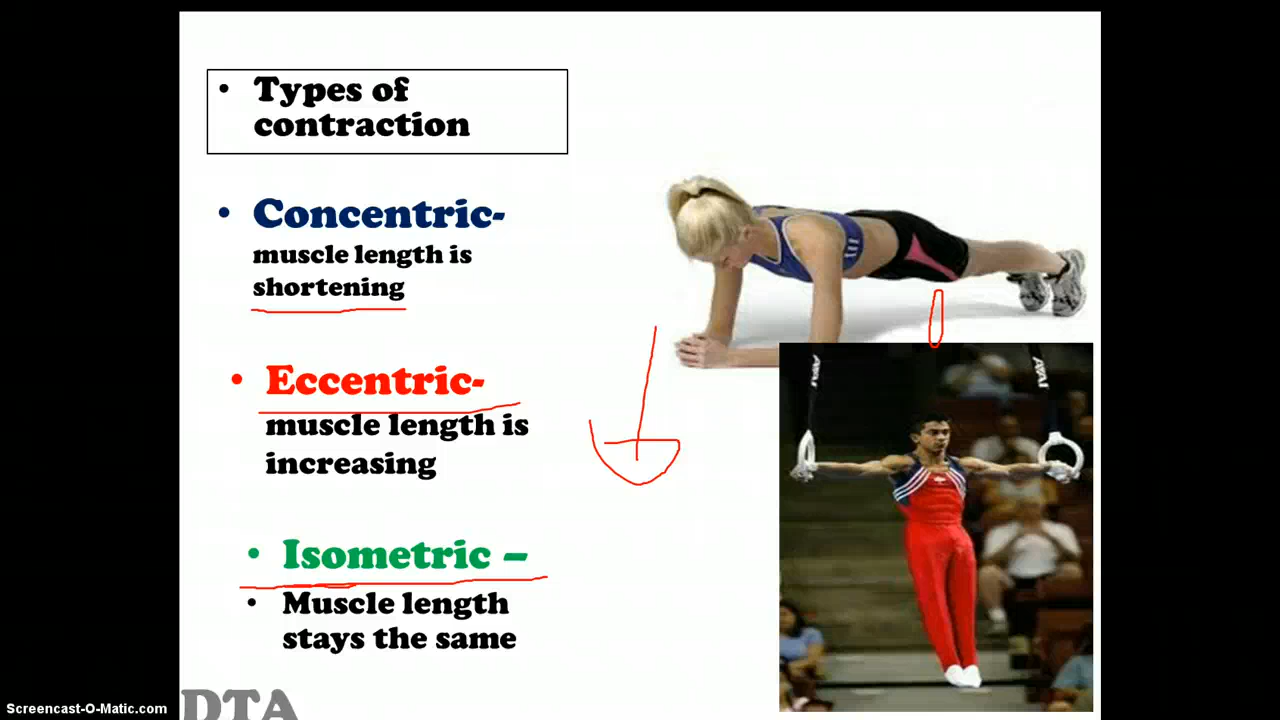 • Types of
contraction
• Concentric-
muscle length is
shortening
• Eccentric-
muscle length is
increasing
• Isometric –
• Muscle length
stays the same
DTA
Screencast-O-Matic.com